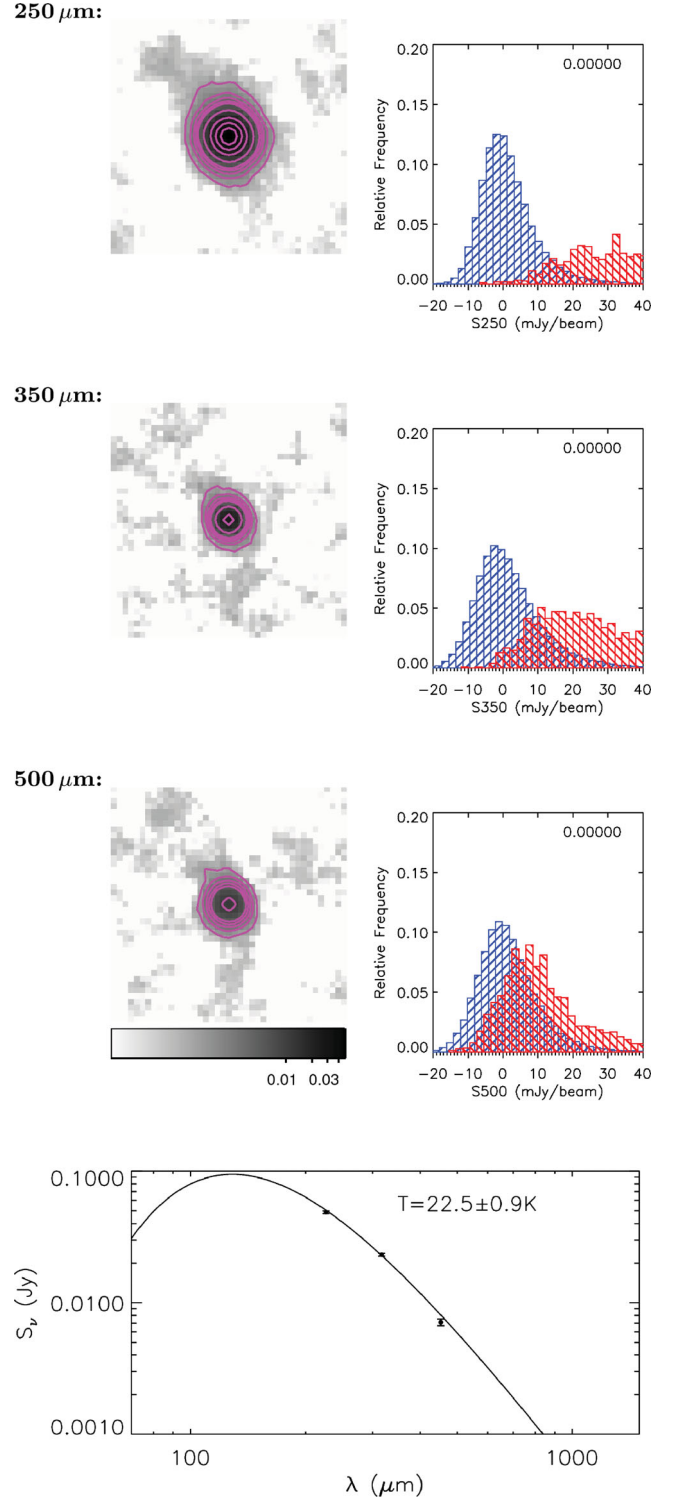 250 μm:
0.20
0.15
0.10
0.05
0.00
Relative Frequency
0.00000
−20 −10 0 10 20 30 40
S250 (mJy/beam)
350 μm:
0.20
0.15
0.10
0.05
0.00
Relative Frequency
0.00000
−20 −10 0 10 20 30 40
S350 (mJy/beam)
500 μm:
0.20
0.15
0.10
0.05
0.00
Relative Frequency
0.00000
−20 −10 0 10 20 30 40
S500 (mJy/beam)
0.01 0.03
0.1000
0.0100
0.0010
Sν (Jy)
T=22.5±0.9K
100 1000
λ (μm)